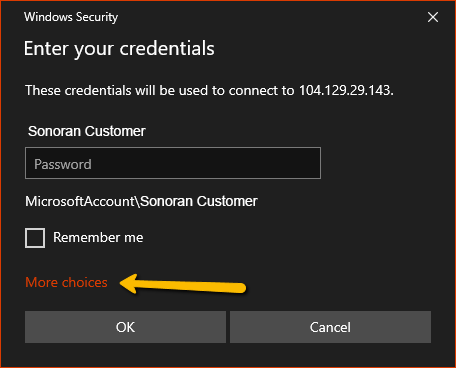 Windows Security
Enter your credentials
These credentials will be used to connect to 104.129.29.143.
Sonoran Customer
Password
MicrosoftAccount\Sonoran Customer
Remember me
More choices
OK
Cancel